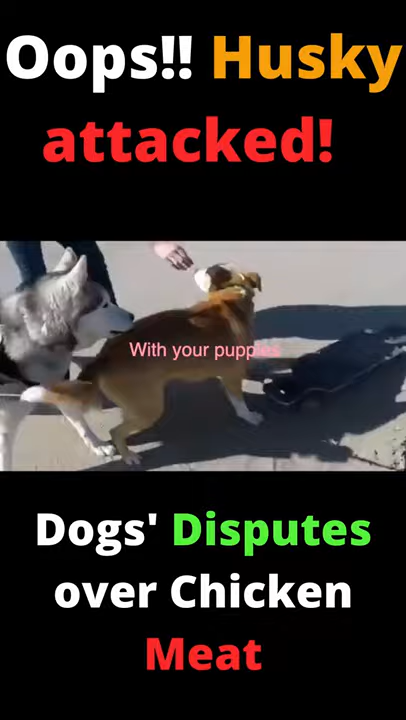 Oops!! Husky
attacked!
With your puppies
Dogs' Disputes
over Chicken
Meat